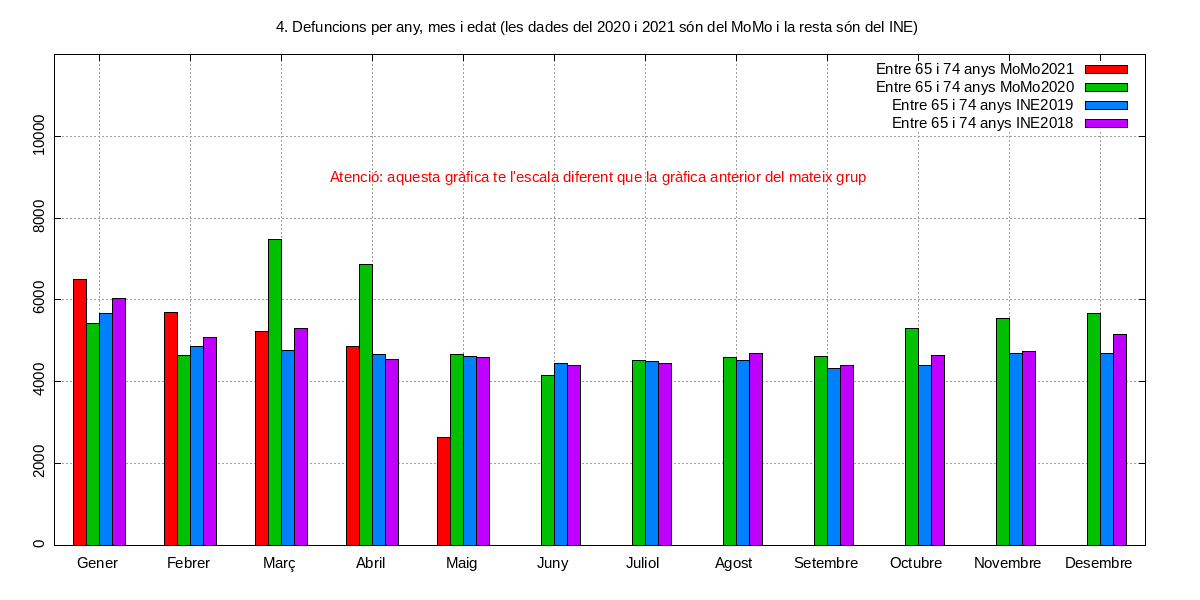 4. Defuncions per any, mes i edat (les dades del 2020 i 2021 són del MoMo i la resta són del INE)
Entre 65 i 74 anys MoMo2021
Entre 65 i 74 anys MoMo2020
Entre 65 i 74 anys INE2019
Entre 65 i 74 anys INE2018
Atenció: aquesta gràfica te l'escala diferent que la gràfica anterior del mateix grup
10000
8000
6000
4000
2000
0
Gener Febrer Març Abril Maig Juny Juliol Agost Setembre Octubre Novembre Desembre